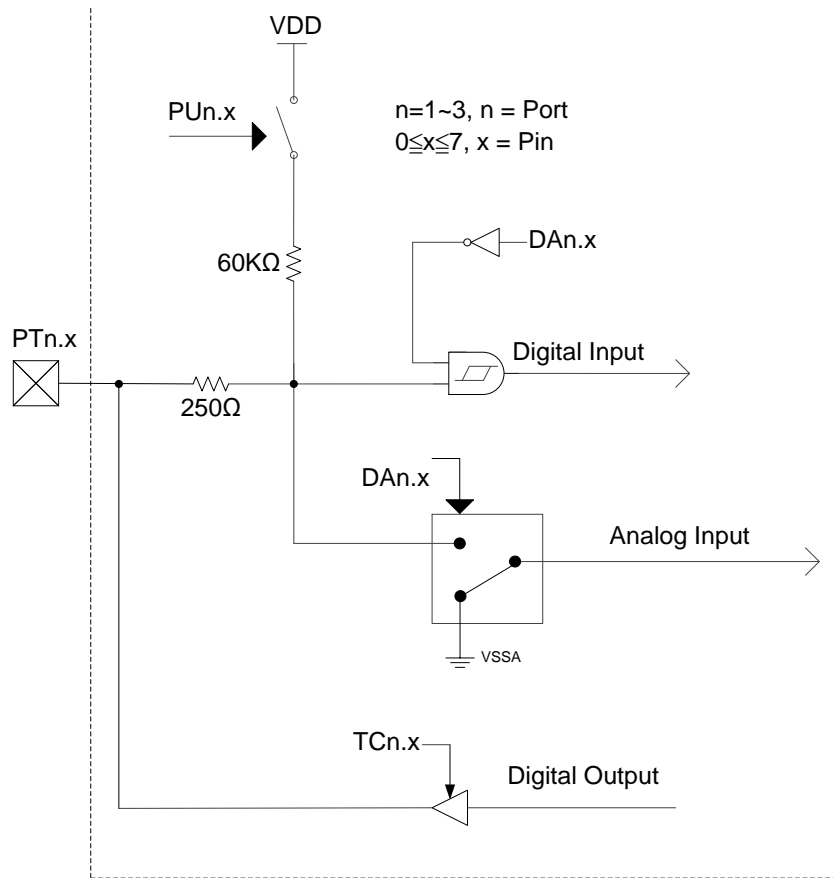 VDD
PUn.x
n=1~3, n = Port
0≦x≦7, x = Pin
60KΩ
DAn.x
PTn.x
Digital Input
250Ω
DAn.x
Analog Input
VSSA
TCn.x
Digital Output